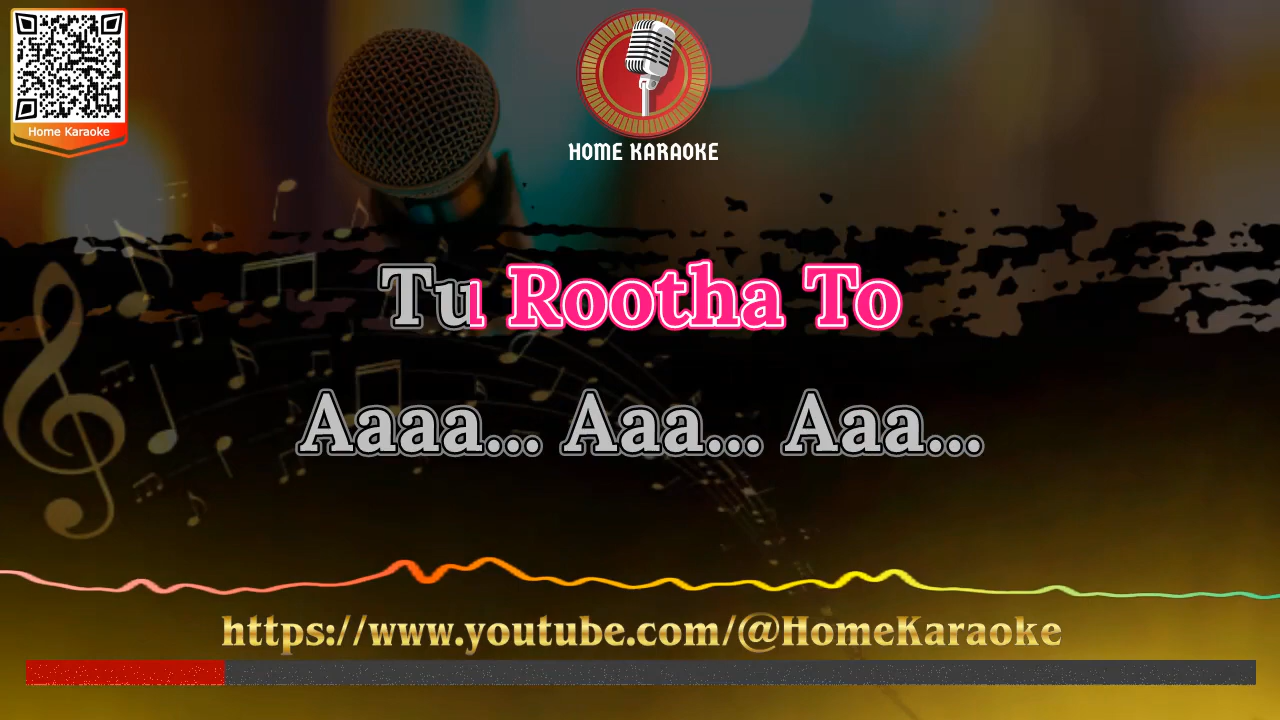 Home Karaoke
HOME KARAOKE
Tu Rootha To
Aaaa... Aaa... Aaa...
https://www.youtube.com/@HomeKaraoke